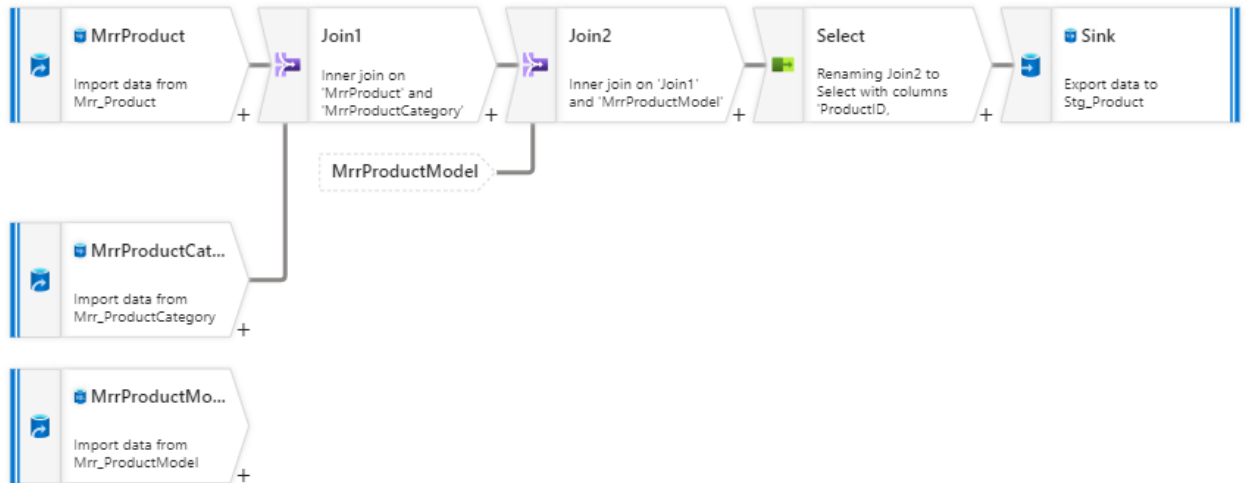 MrrProduct
Import data from
Mrr_Product
+
Join1
Inner join on
'MrrProduct' and
'MrrProductCategory'
+
Join2
Inner join on 'Join1'
and 'MrrProductModel'
+
Select
Renaming Join2 to
Select with columns
'ProductID,
+
Sink
Export data to
Stg_Product
MrrProductModel
MrrProductCat...
Import data from
Mrr_ProductCategory
+
MrrProductMo...
Import data from
Mrr_ProductModel
+